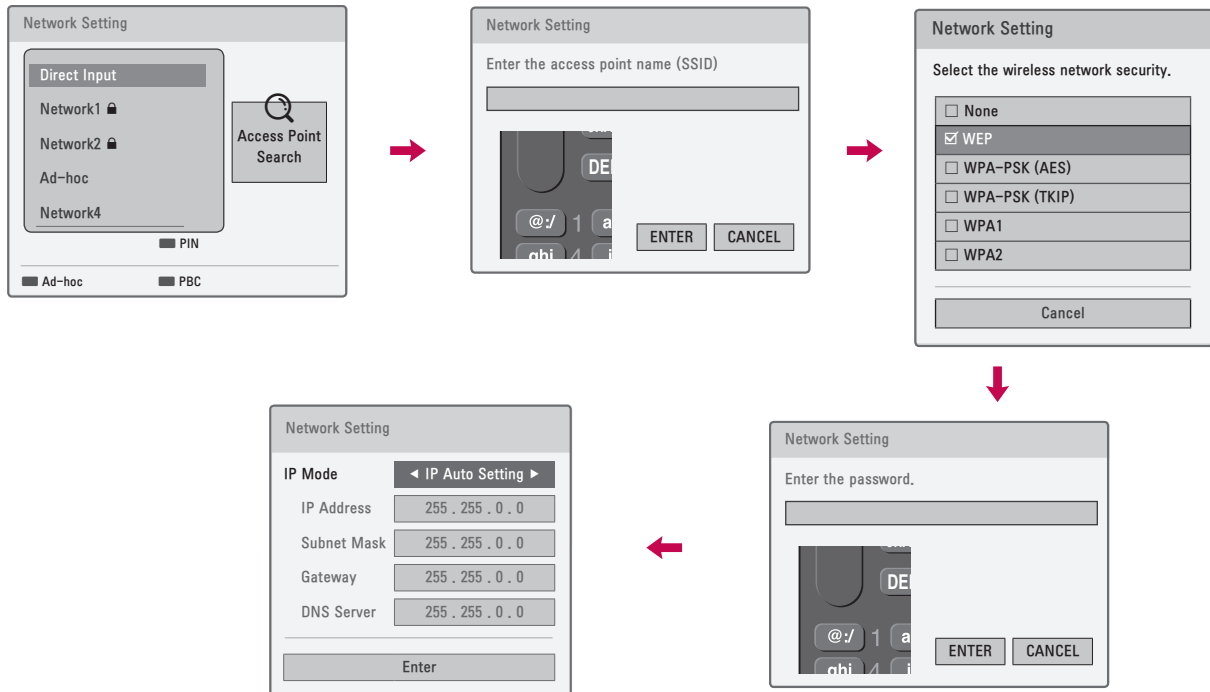 Network Setting
Direct Input
Network1
Network2
Ad-hoc
Network4
Access Point
Search
PIN
Ad-hoc
PBC
Network Setting
Enter the access point name (SSID)
@:/ 1
4
ENTER CANCEL
Network Setting
Select the wireless network security.
None
WEP
WPA-PSK (AES)
WPA-PSK (TKIP)
WPA1
WPA2
Cancel
Network Setting
Enter the password.
@:/ 1
4
ENTER CANCEL
Network Setting
IP Mode ◄ IP Auto Setting ►
IP Address 255 . 255 . 0 . 0
Subnet Mask 255 . 255 . 0 . 0
Gateway 255 . 255 . 0 . 0
DNS Server 255 . 255 . 0 . 0
Enter